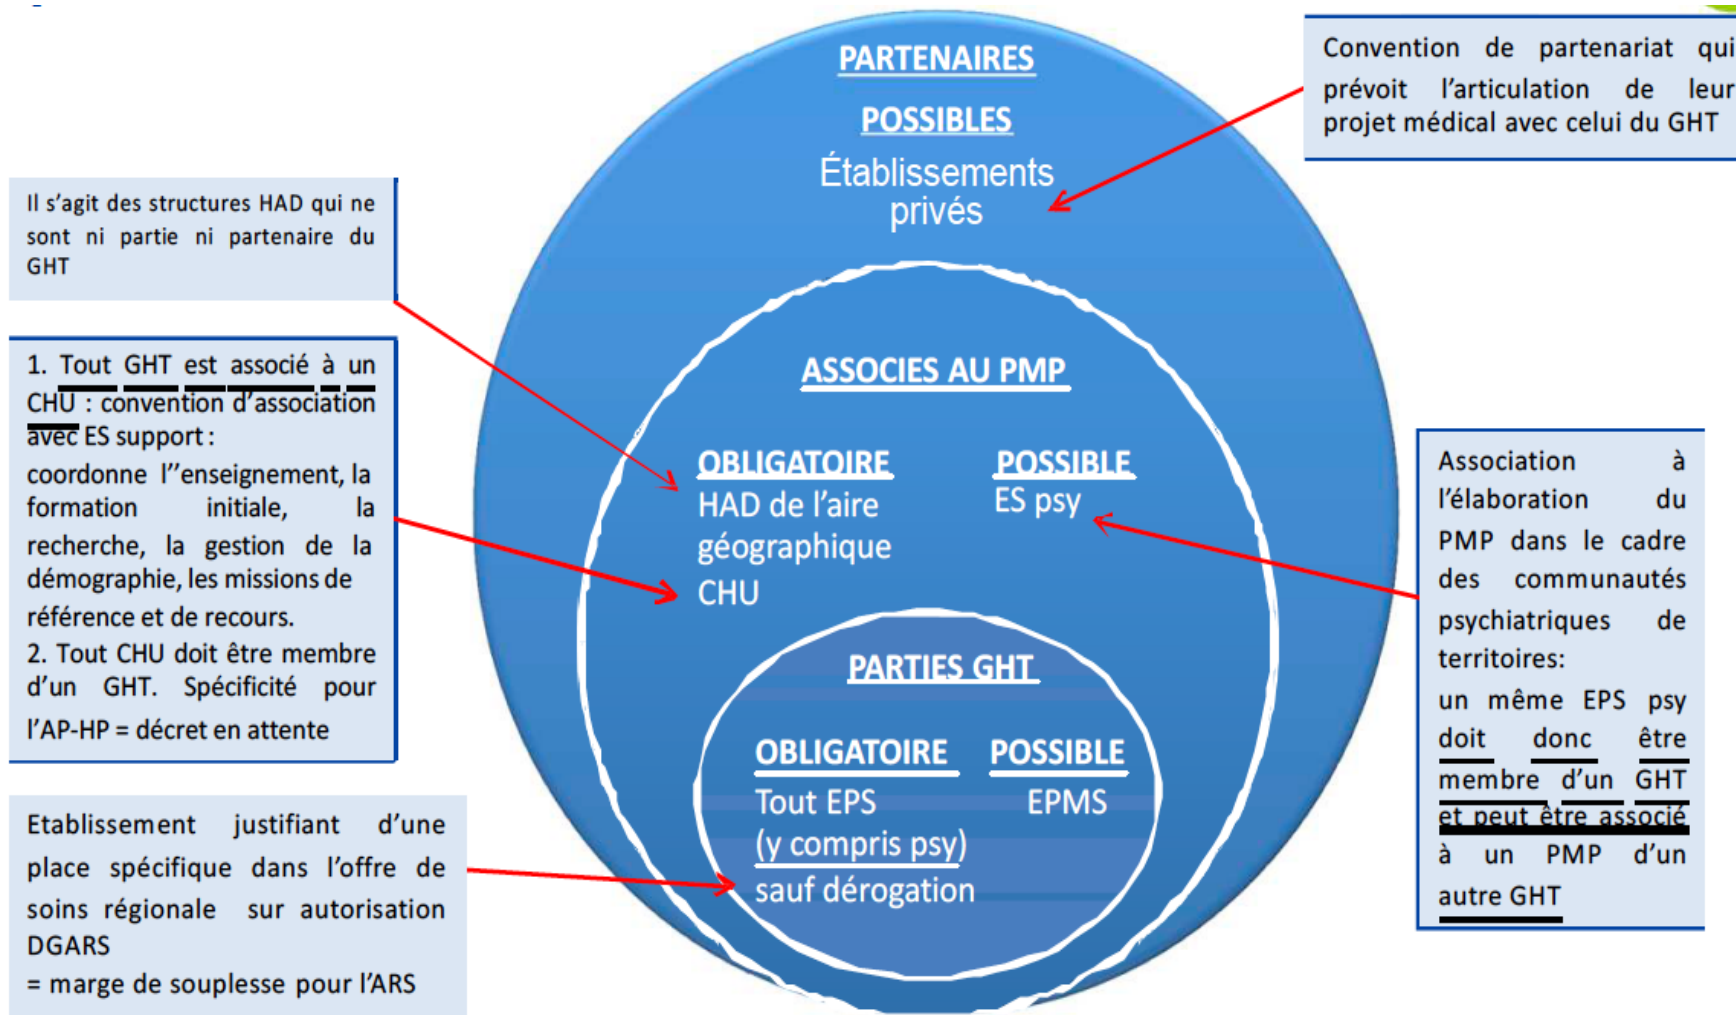 PARTENAIRES
POSSIBLES
Établissements
privés
Convention de partenariat qui
prévoit l'articulation de leur
projet médical avec celui du GHT
Il s'agit des structures HAD qui ne
sont ni partie ni partenaire du
GHT
1. Tout GHT est associé à un
CHU : convention d'association
avec ES support :
coordonne l''enseignement, la
formation initiale, la
recherche, la gestion de la
démographie, les missions de
référence et de recours.
2. Tout CHU doit être membre
d'un GHT. Spécificité pour
l'AP-HP = décret en attente
ASSOCIES AU PMP
OBLIGATOIRE
HAD de l'aire
géographique
CHU
POSSIBLE
ES psy
Association à
l'élaboration du
PMP dans le cadre
des communautés
psychiatriques de
territoires:
un même EPS psy
doit donc être
membre d'un GHT
et peut être associé
à un PMP d'un
autre GHT
PARTIES GHT
OBLIGATOIRE
Tout EPS
(y compris psy)
sauf dérogation
POSSIBLE
EPMS
Etablissement justifiant d'une
place spécifique dans l'offre de
soins régionale sur autorisation
DGARS
= marge de souplesse pour l'ARS